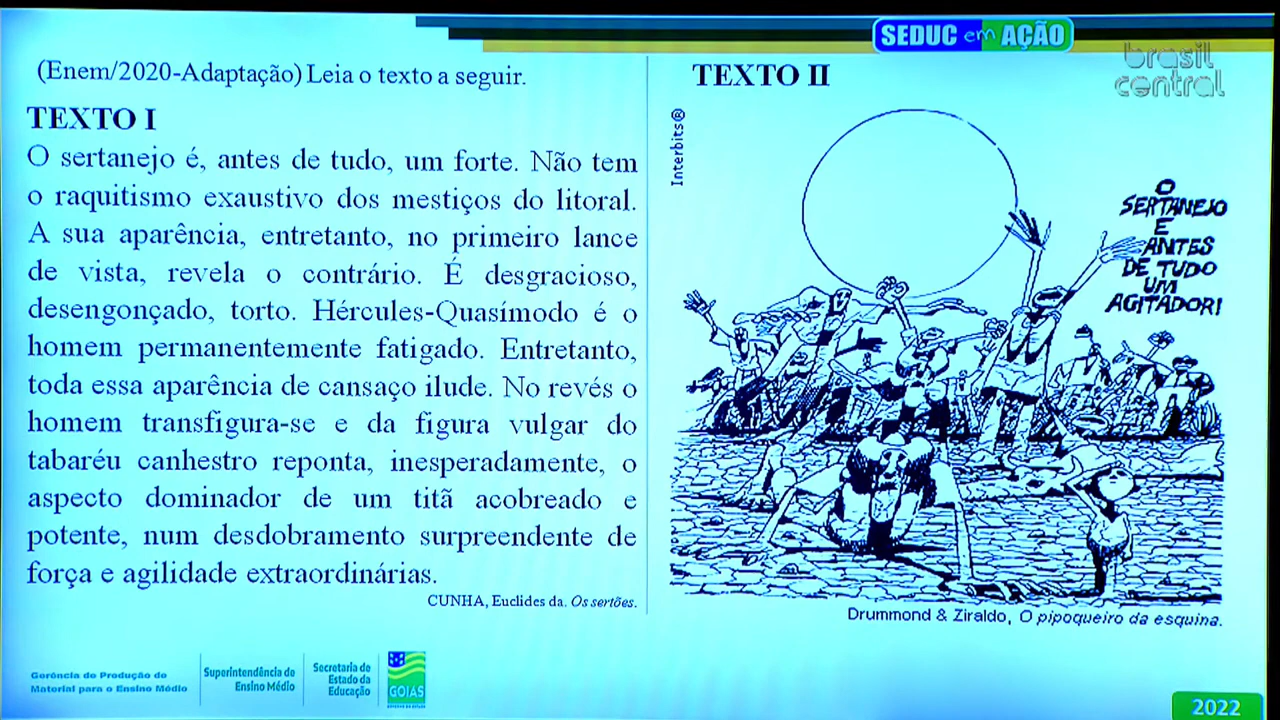 SEDUC em AÇÃO
brasil
central
(Enem/2020-Adaptação) Leia o texto a seguir.
TEXTO I
O sertanejo é, antes de tudo, um forte. Não tem
o raquitismo exaustivo dos mestiços do litoral.
A sua aparência, entretanto, no primeiro lance
de vista, revela o contrário. É desgracioso,
desengonçado, torto. Hércules-Quasímodo é o
homem permanentemente fatigado. Entretanto,
toda essa aparência de cansaço ilude. No revés o
homem transfigura-se e da figura vulgar do
tabaréu canhestro reponta, inesperadamente, o
aspecto dominador de um titã acobreado e
potente, num desdobramento surpreendente de
força e agilidade extraordinárias.
CUNHA, Euclides da. Os sertões.
TEXTO II
Interbits®
O
SERTANEJO
E
ANTES
DE TUDO
UM
AGITADOR!
Drummond & Ziraldo, O pipoqueiro da esquina.
Gerência de Produção de
Material para o Ensino Médio
Superintendência de
Ensino Médio
Secretaria de
Estado da
Educação
GOIÁS
2022